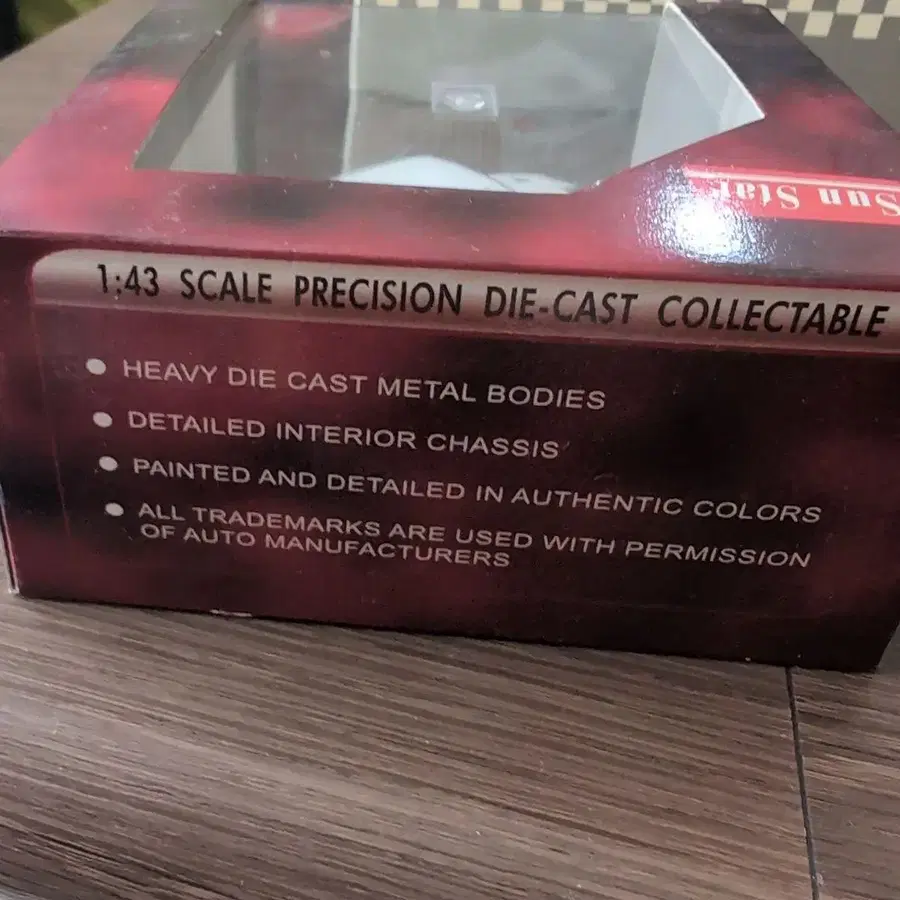 Sun Star
1:43 SCALE PRECISION DIE-CAST COLLECTABLE
HEAVY DIE CAST METAL BODIES
DETAILED INTERIOR CHASSIS
PAINTED AND DETAILED IN AUTHENTIC COLORS
ALL TRADEMARKS ARE USED WITH PERMISSION
OF AUTO MANUFACTURERS